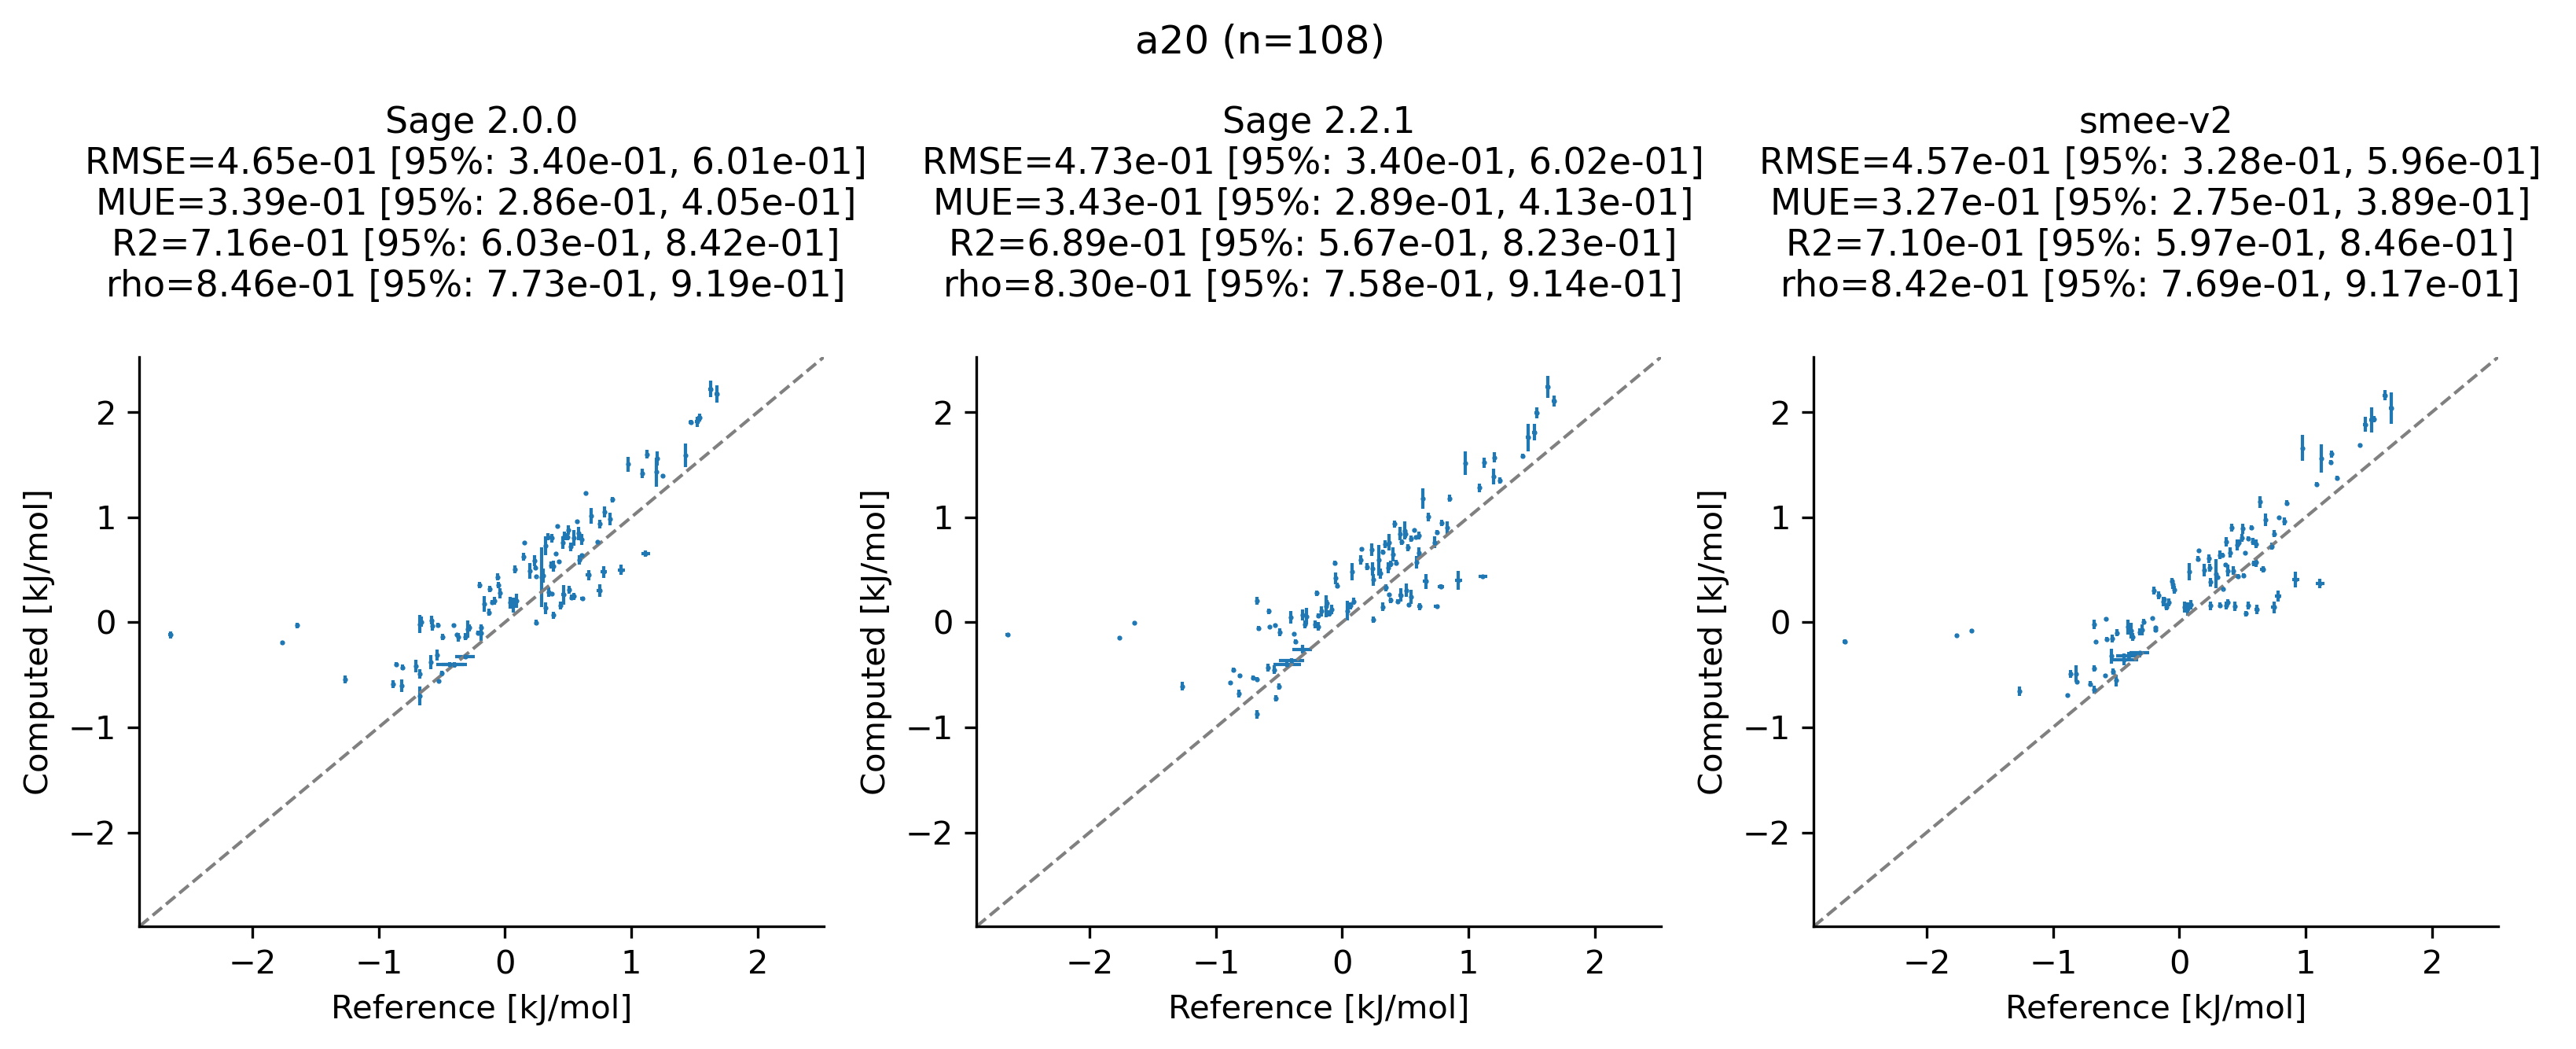 a20 (n=108)
Sage 2.0.0
RMSE=4.65e-01 [95%: 3.40e-01, 6.01e-01]
MUE=3.39e-01 [95%: 2.86e-01, 4.05e-01]
R2=7.16e-01 [95%: 6.03e-01, 8.42e-01]
rho=8.46e-01 [95%: 7.73e-01, 9.19e-01]
2
1
0
−1
−2
Computed [kJ/mol]
−2 −1 0 1 2
Reference [kJ/mol]
Sage 2.2.1
RMSE=4.73e-01 [95%: 3.40e-01, 6.02e-01]
MUE=3.43e-01 [95%: 2.89e-01, 4.13e-01]
R2=6.89e-01 [95%: 5.67e-01, 8.23e-01]
rho=8.30e-01 [95%: 7.58e-01, 9.14e-01]
2
1
0
−1
−2
Computed [kJ/mol]
−2 −1 0 1 2
Reference [kJ/mol]
smee-v2
RMSE=4.57e-01 [95%: 3.28e-01, 5.96e-01]
MUE=3.27e-01 [95%: 2.75e-01, 3.89e-01]
R2=7.10e-01 [95%: 5.97e-01, 8.46e-01]
rho=8.42e-01 [95%: 7.69e-01, 9.17e-01]
2
1
0
−1
−2
Computed [kJ/mol]
−2 −1 0 1 2
Reference [kJ/mol]